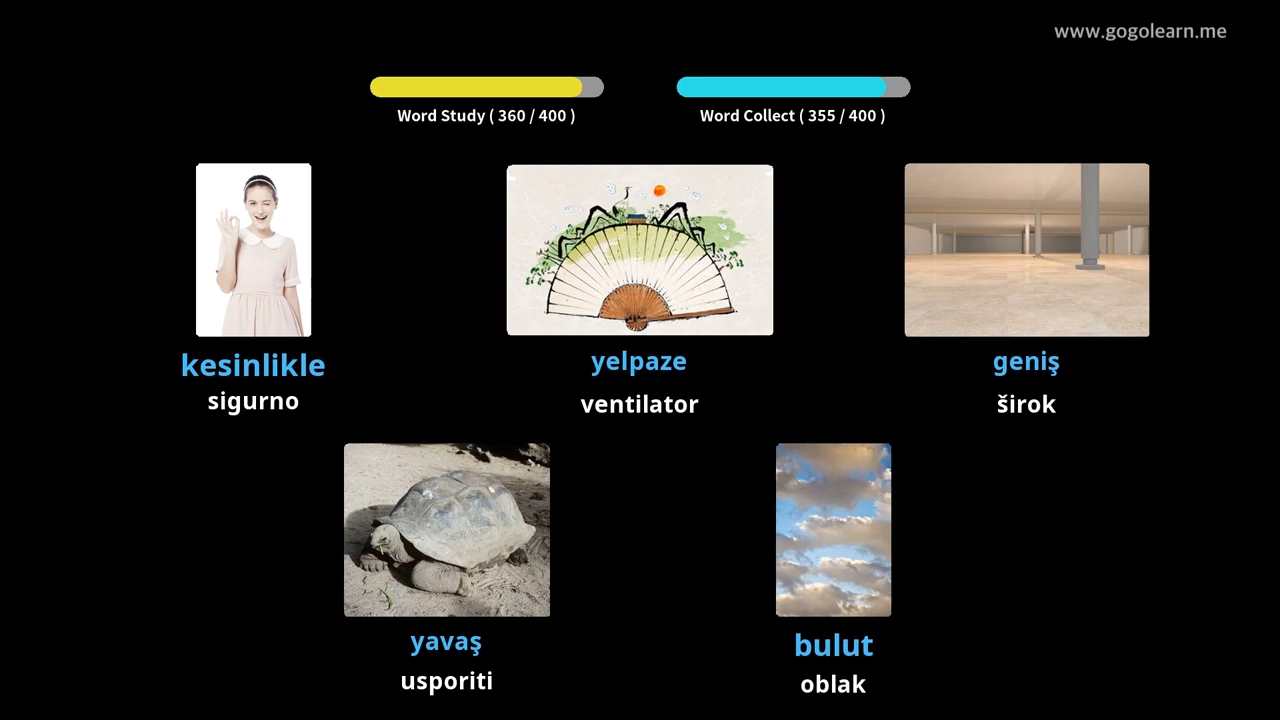 www.gogolearn.me
Word Study ( 360 / 400 )
Word Collect ( 355 / 400 )
kesinlikle
sigurno
yelpaze
ventilator
geniş
širok
yavaş
usporiti
bulut
oblak